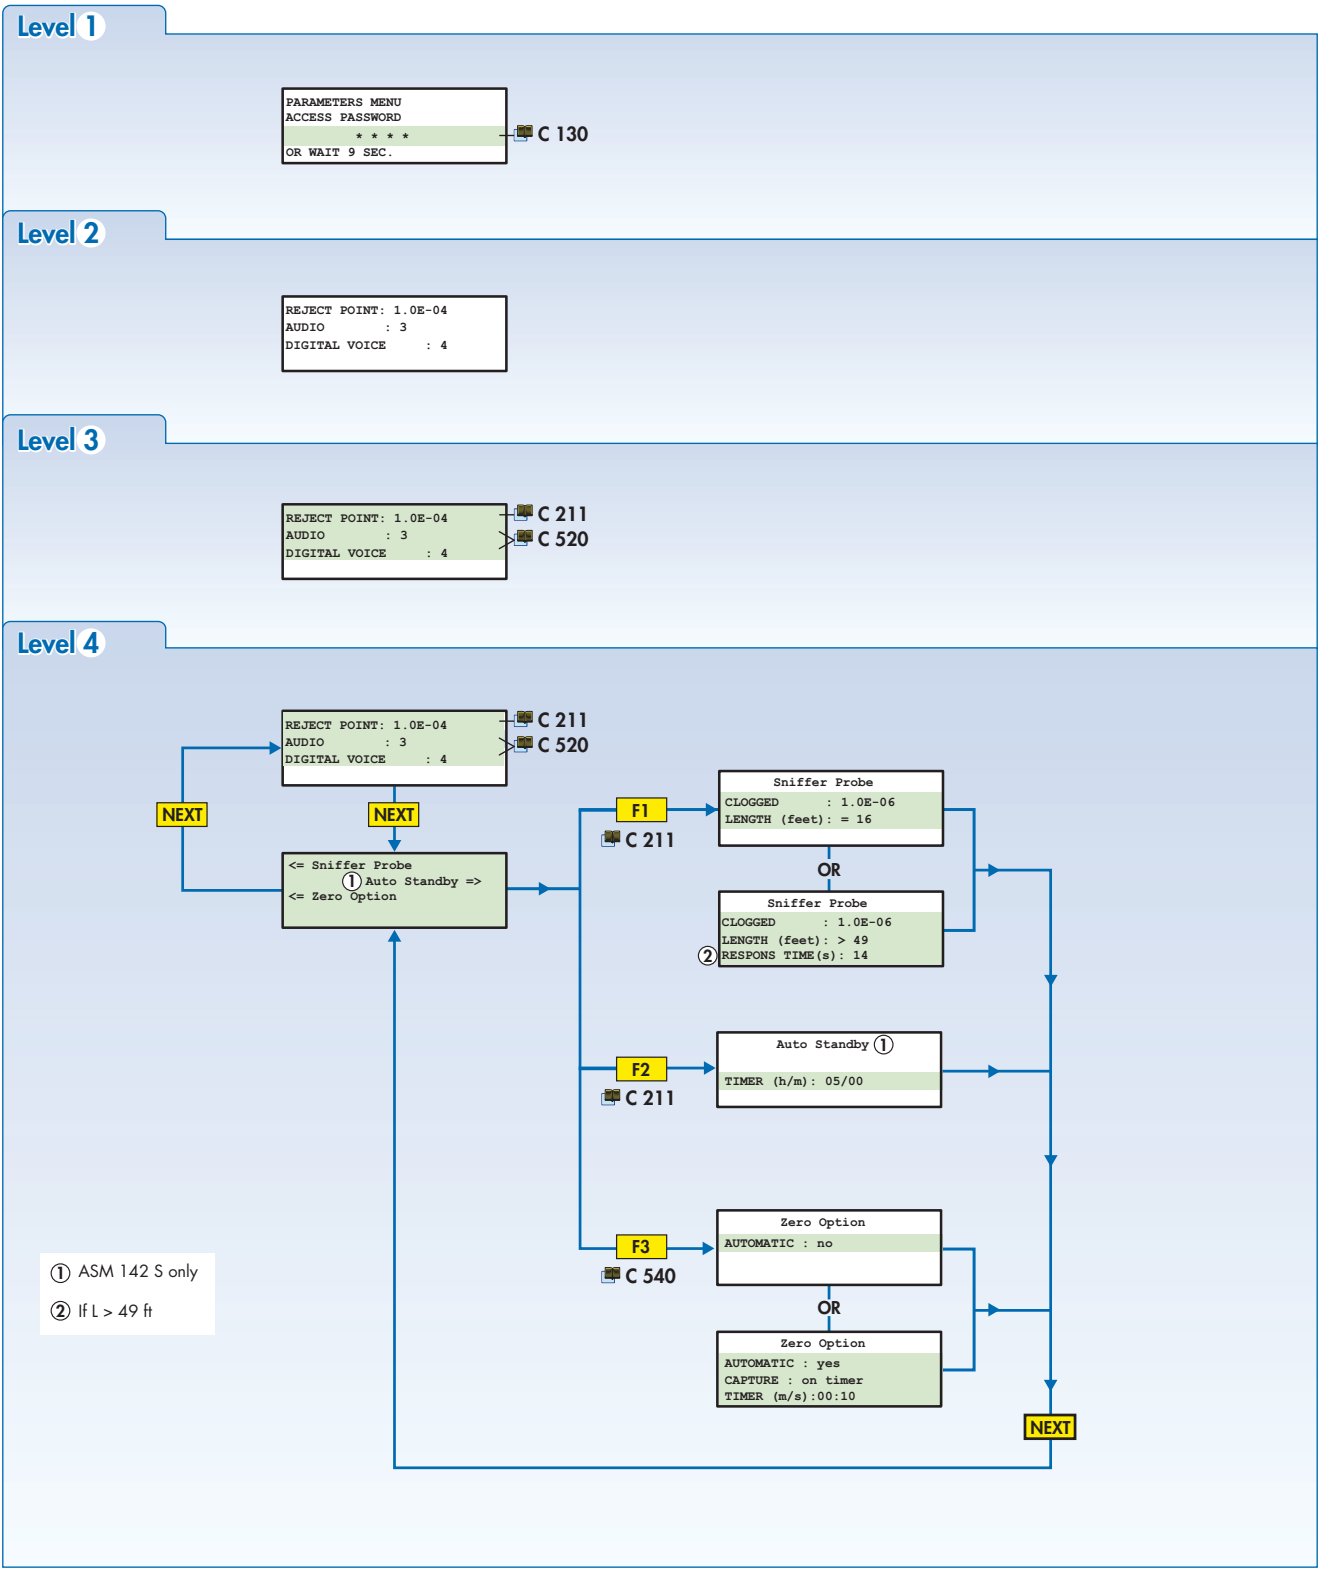 Level 1
PARAMETERS MENU
ACCESS PASSWORD
* * * *
OR WAIT 9 SEC.
C 130
Level 2
REJECT POINT: 1.0E-04
AUDIO : 3
DIGITAL VOICE : 4
Level 3
REJECT POINT: 1.0E-04
AUDIO : 3
DIGITAL VOICE : 4
C 211
C 520
Level 4
REJECT POINT: 1.0E-04
AUDIO : 3
DIGITAL VOICE : 4
C 211
C 520
NEXT
NEXT
<= Sniffer Probe
① Auto Standby =>
<= Zero Option
F1
C 211
Sniffer Probe
CLOGGED : 1.0E-06
LENGTH (feet): = 16
OR
Sniffer Probe
CLOGGED : 1.0E-06
LENGTH (feet): > 49
② RESPONS TIME(s): 14
F2
C 211
Auto Standby ①
TIMER (h/m): 05/00
F3
C 540
Zero Option
AUTOMATIC : no
OR
Zero Option
AUTOMATIC : yes
CAPTURE : on timer
TIMER (m/s):00:10
NEXT
① ASM 142 S only
② If L > 49 ft